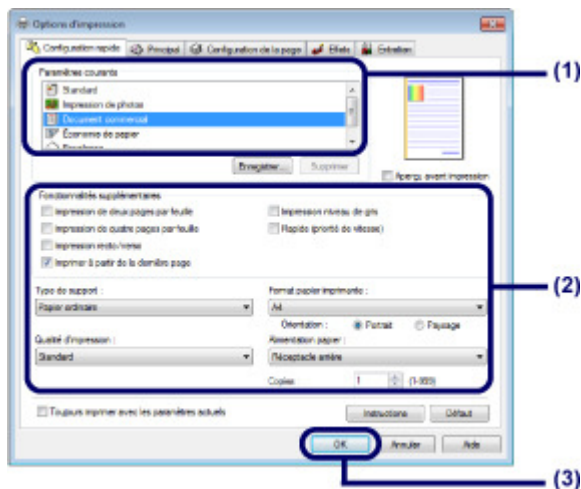 Options d'impression
Configuration rapide Principal Configuration de la page Effets Entretien
Paramètres courants
(1)
Standard
Impression de photos
Document commercial
Économie de papier
Enveloppe
Enregistrer... Supprimer
Aperçu avant impression
Fonctionnalités supplémentaires
Impression de deux pages par feuille
Impression niveau de gris
Impression de quatre pages par feuille
Rapide (priorité de vitesse)
Impression recto/verso
Imprimer à partir de la dernière page
(2)
Type de support :
Format papier imprimante :
Papier ordinaire
A4
Orientation : Portrait Paysage
Qualité d'impression :
Alimentation papier :
Standard
Réceptacle arrière
Copies 1 (1-999)
Toujours imprimer avec les paramètres actuels
Instructions Défaut
OK Annuler Aide
(3)